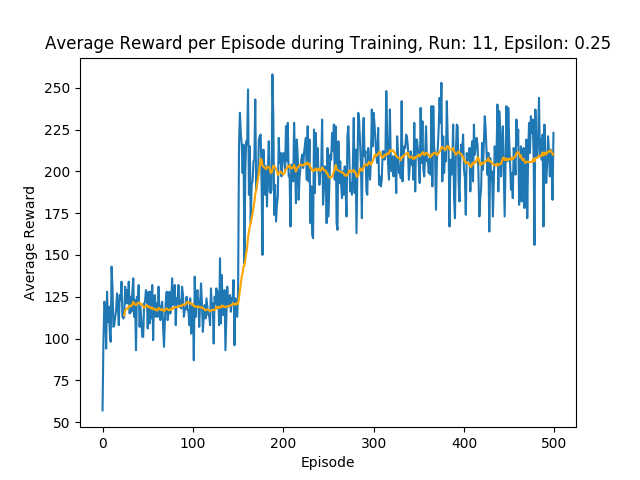 Average Reward per Episode during Training, Run: 11, Epsilon: 0.25
250
225
200
175
150
125
100
75
50
Average Reward
0 100 200 300 400 500
Episode